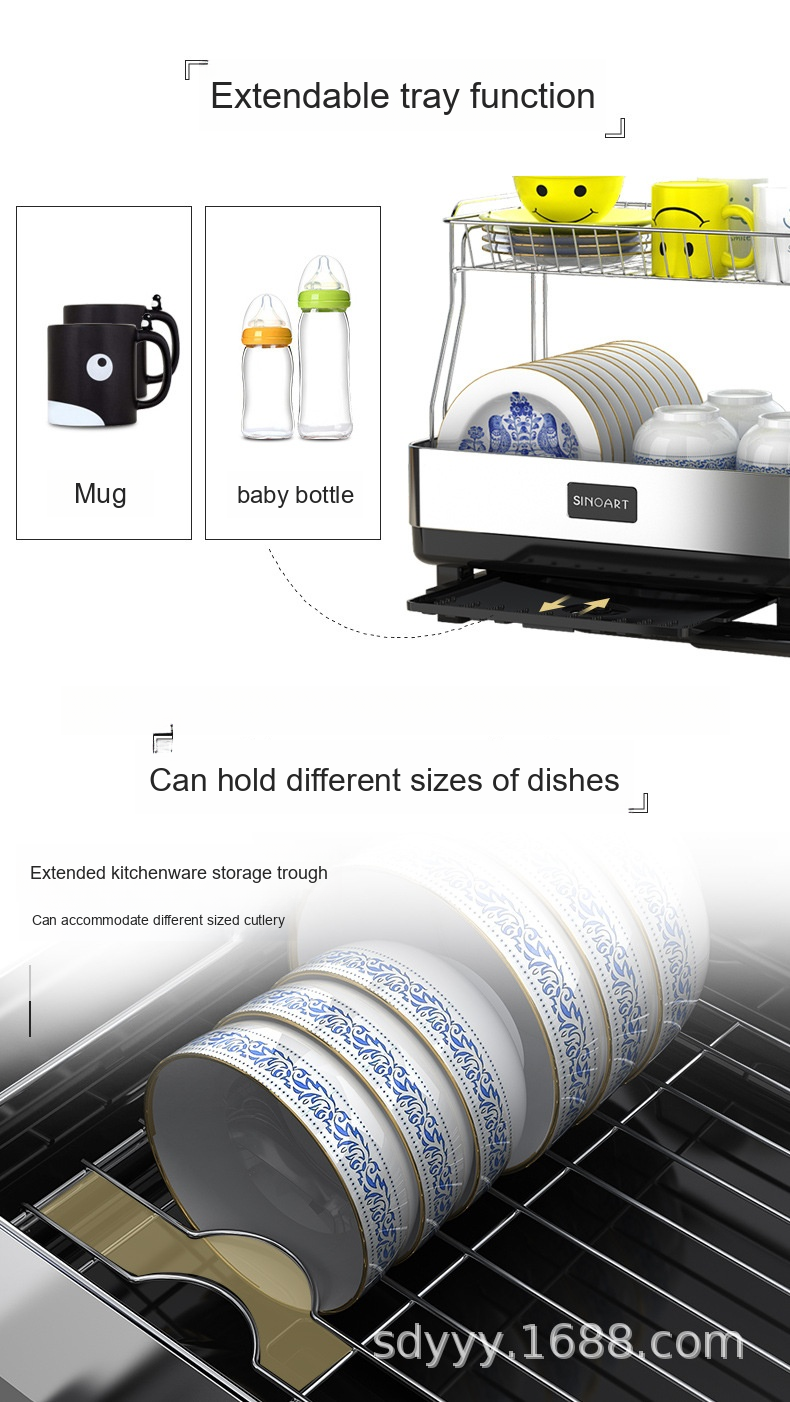 Extendable tray function
smile
Mug
baby bottle
SINOART
Can hold different sizes of dishes
Extended kitchenware storage trough
Can accommodate different sized cutlery
sdyyy.1688.com